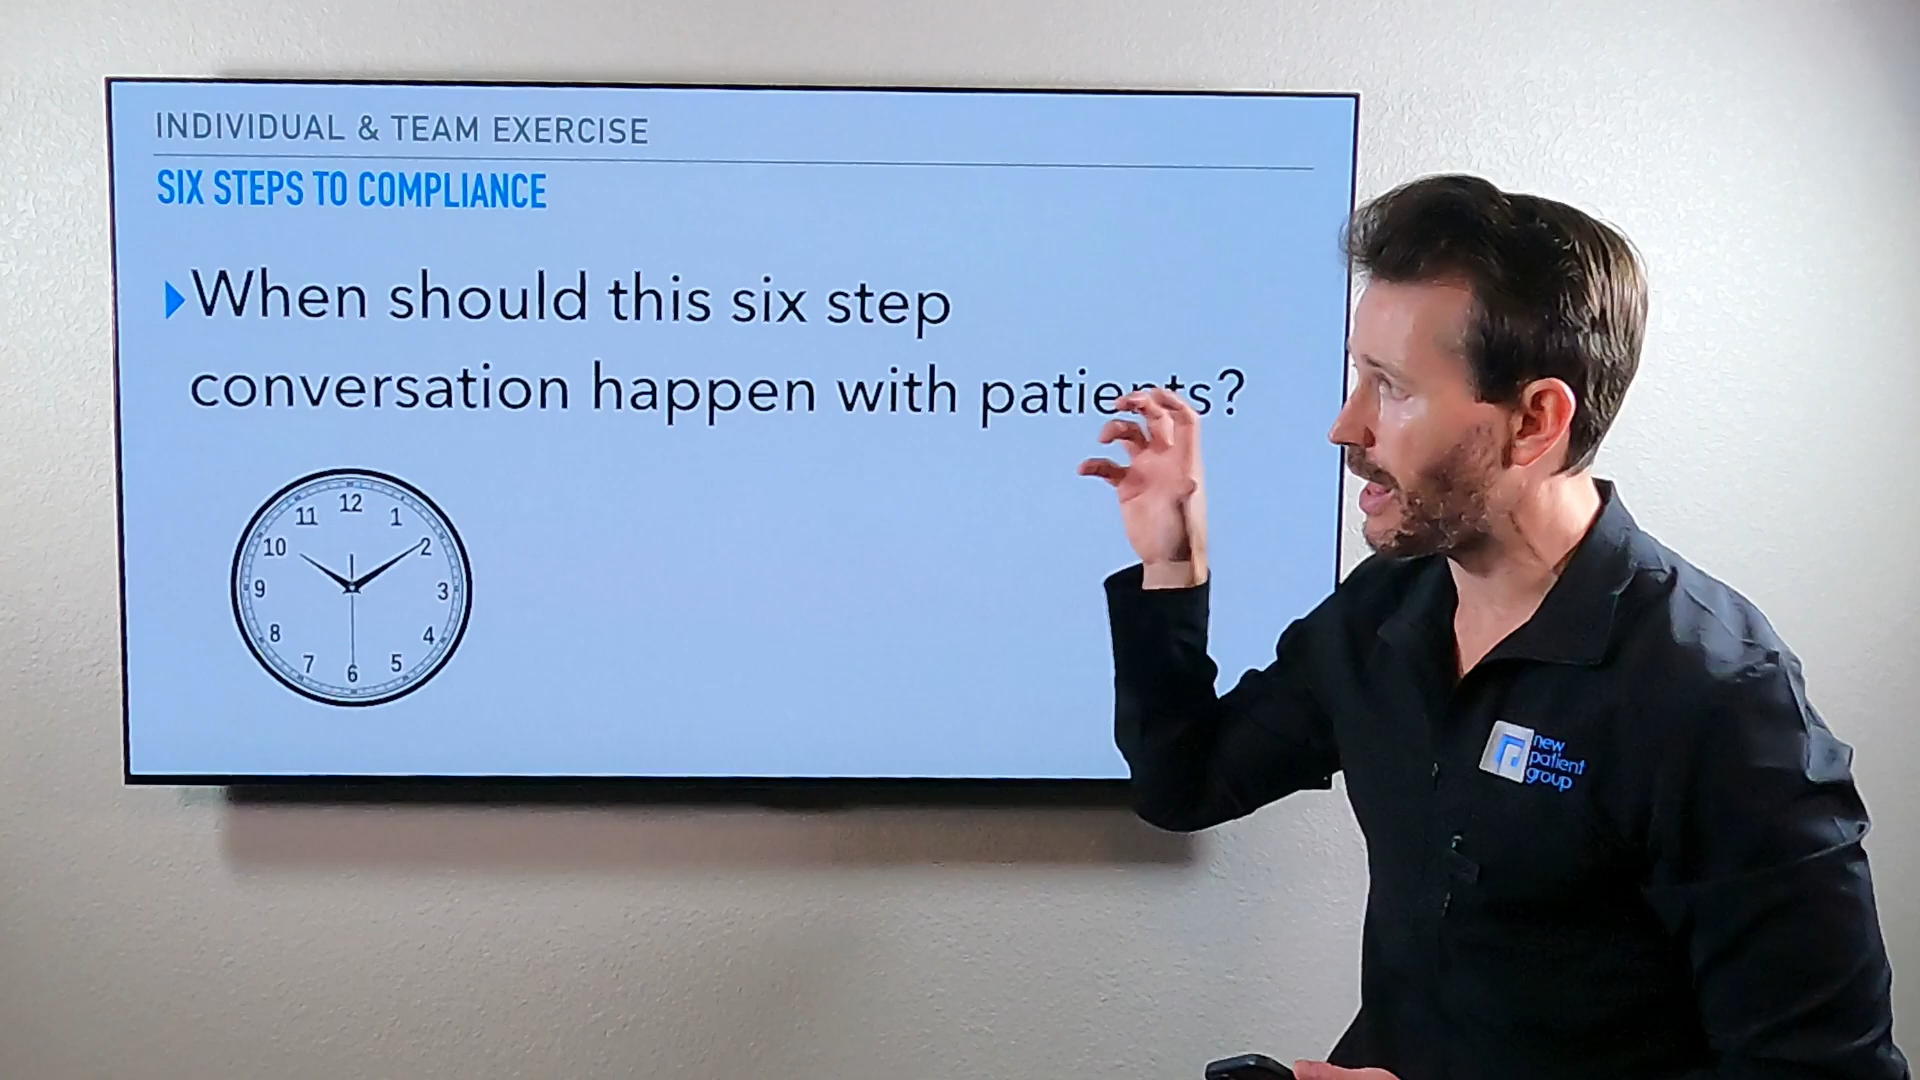 INDIVIDUAL & TEAM EXERCISE
SIX STEPS TO COMPLIANCE
When should this six step
conversation happen with patients?
12
11 1
10 2
9 3
8 4
7 5
6
new
patient
group